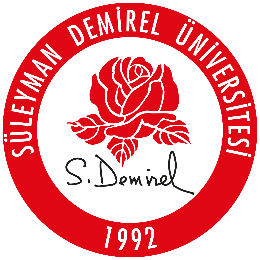 SÜLEYMAN DEMİREL ÜNİVERSİTESİ
S. Demirel
1992